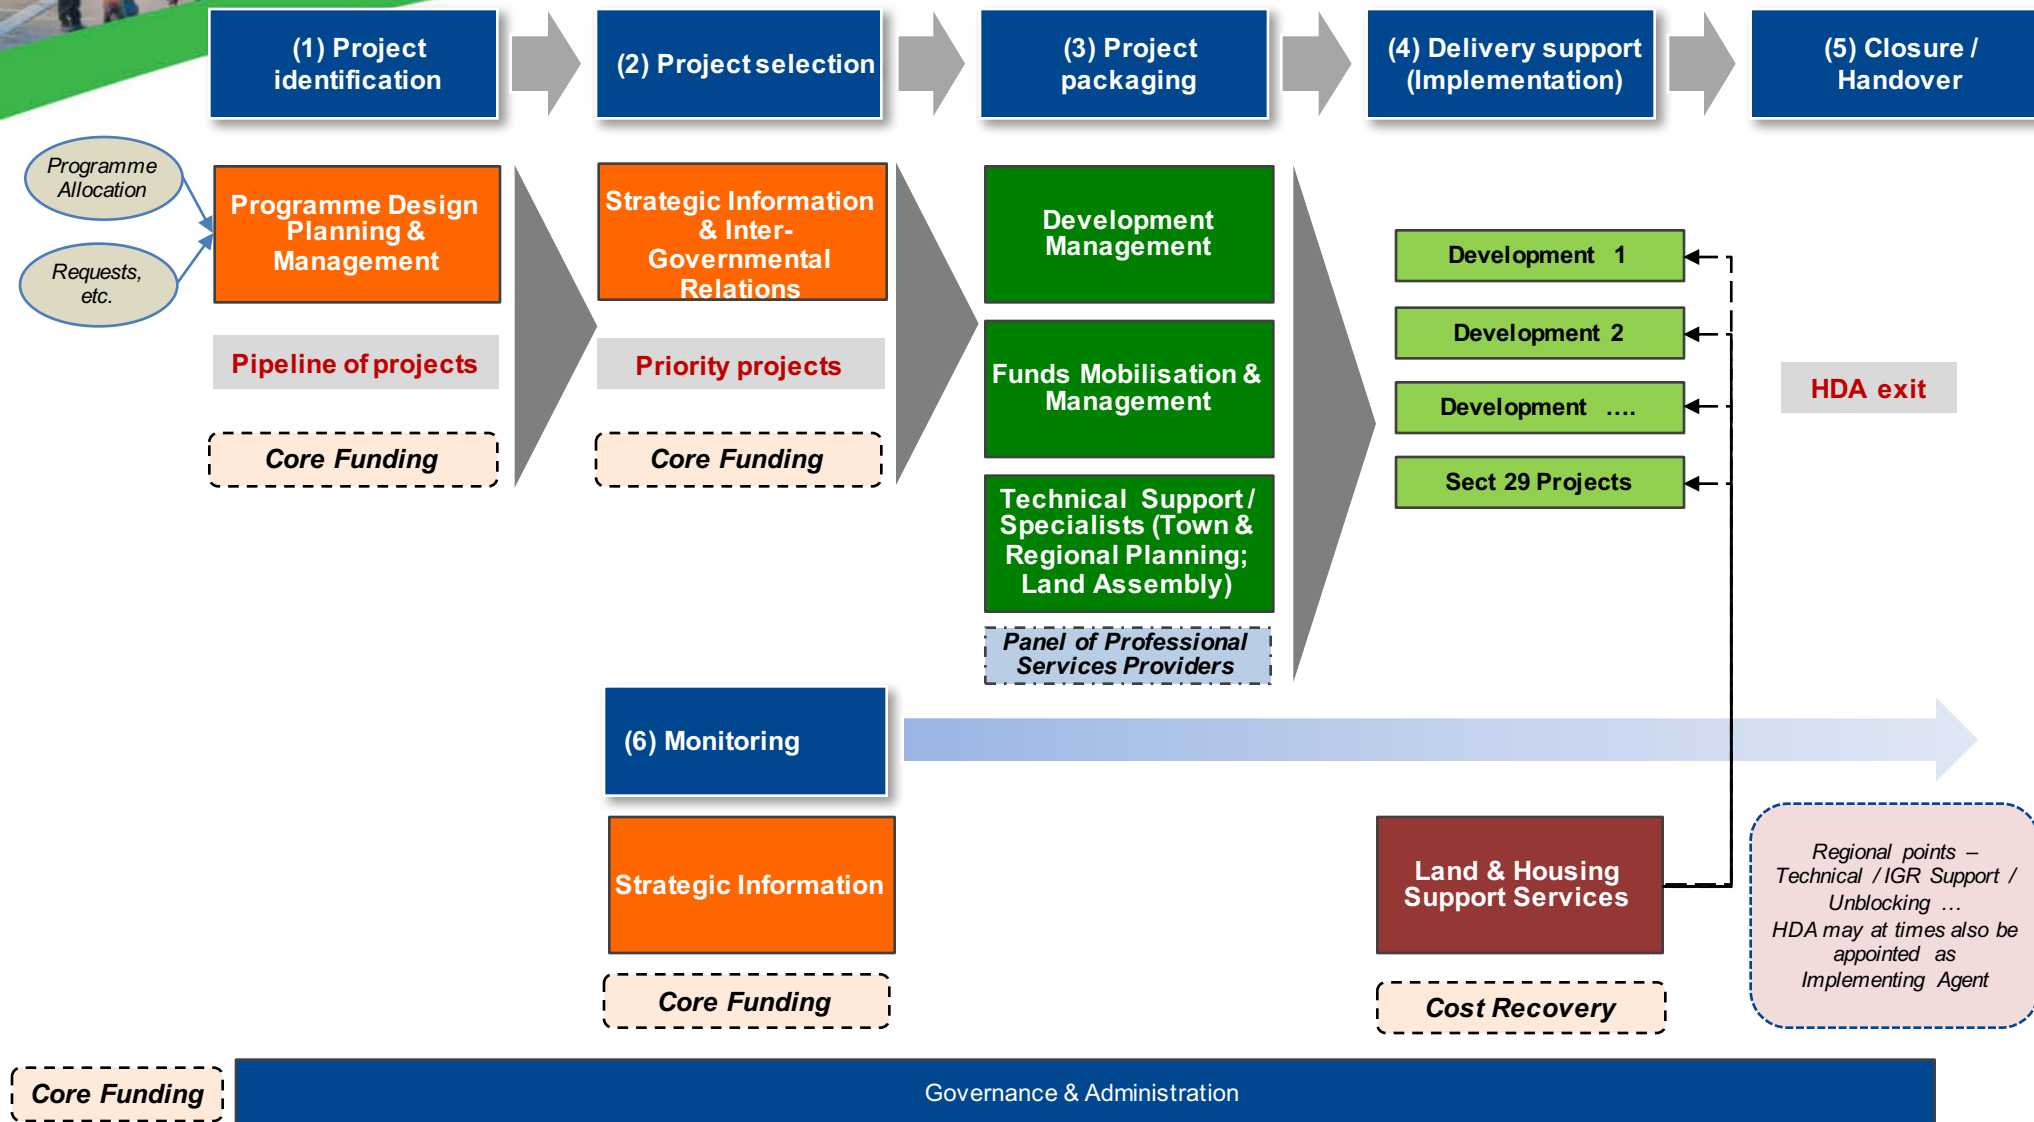 (1) Project
identification
(2) Project selection
(3) Project
packaging
(4) Delivery support
(Implementation)
(5) Closure /
Handover
Programme
Allocation
Requests,
etc.
Programme Design
Planning &
Management
Pipeline of projects
Core Funding
Strategic Information
& Inter-
Governmental
Relations
Priority projects
Core Funding
Development
Management
Funds Mobilisation &
Management
Technical Support /
Specialists (Town &
Regional Planning;
Land Assembly)
Panel of Professional
Services Providers
Development 1
Development 2
Development ....
Sect 29 Projects
HDA exit
(6) Monitoring
Strategic Information
Core Funding
Land & Housing
Support Services
Cost Recovery
Regional points –
Technical / IGR Support /
Unblocking ...
HDA may at times also be
appointed as
Implementing Agent
Core Funding
Governance & Administration